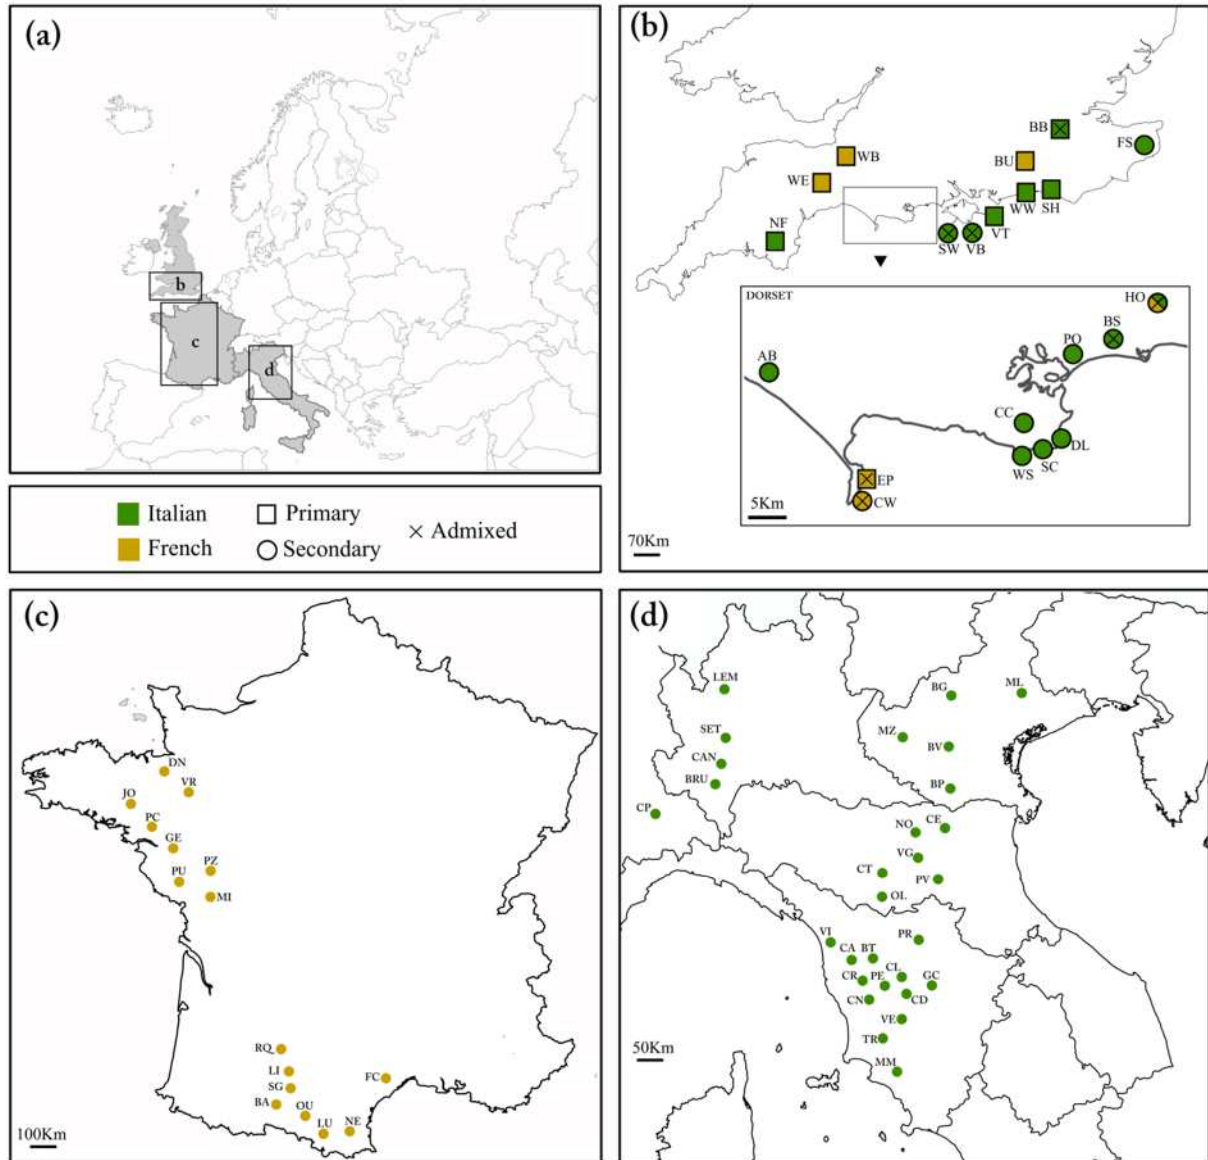 (a)
b
c
d
Italian
French
Primary
Secondary
Admixed
(b)
BB
FS
WB
BU
WE
WW
SH
NF
VT
SW
VB
DORSET
HO
BS
PO
AB
CC
DL
SC
WS
EP
CW
5Km
70Km
(c)
DN
VR
JO
PC
GE
PZ
PU
MI
RQ
LI
FC
SG
BA
OU
LU
NE
100Km
(d)
LEM
BG
ML
SET
MZ
BV
CAN
BRU
BP
CP
NO
CE
VG
CT
PV
OL
VI
PR
CA
BT
CL
CR
PE
GC
CN
CD
VE
TR
MM
50Km